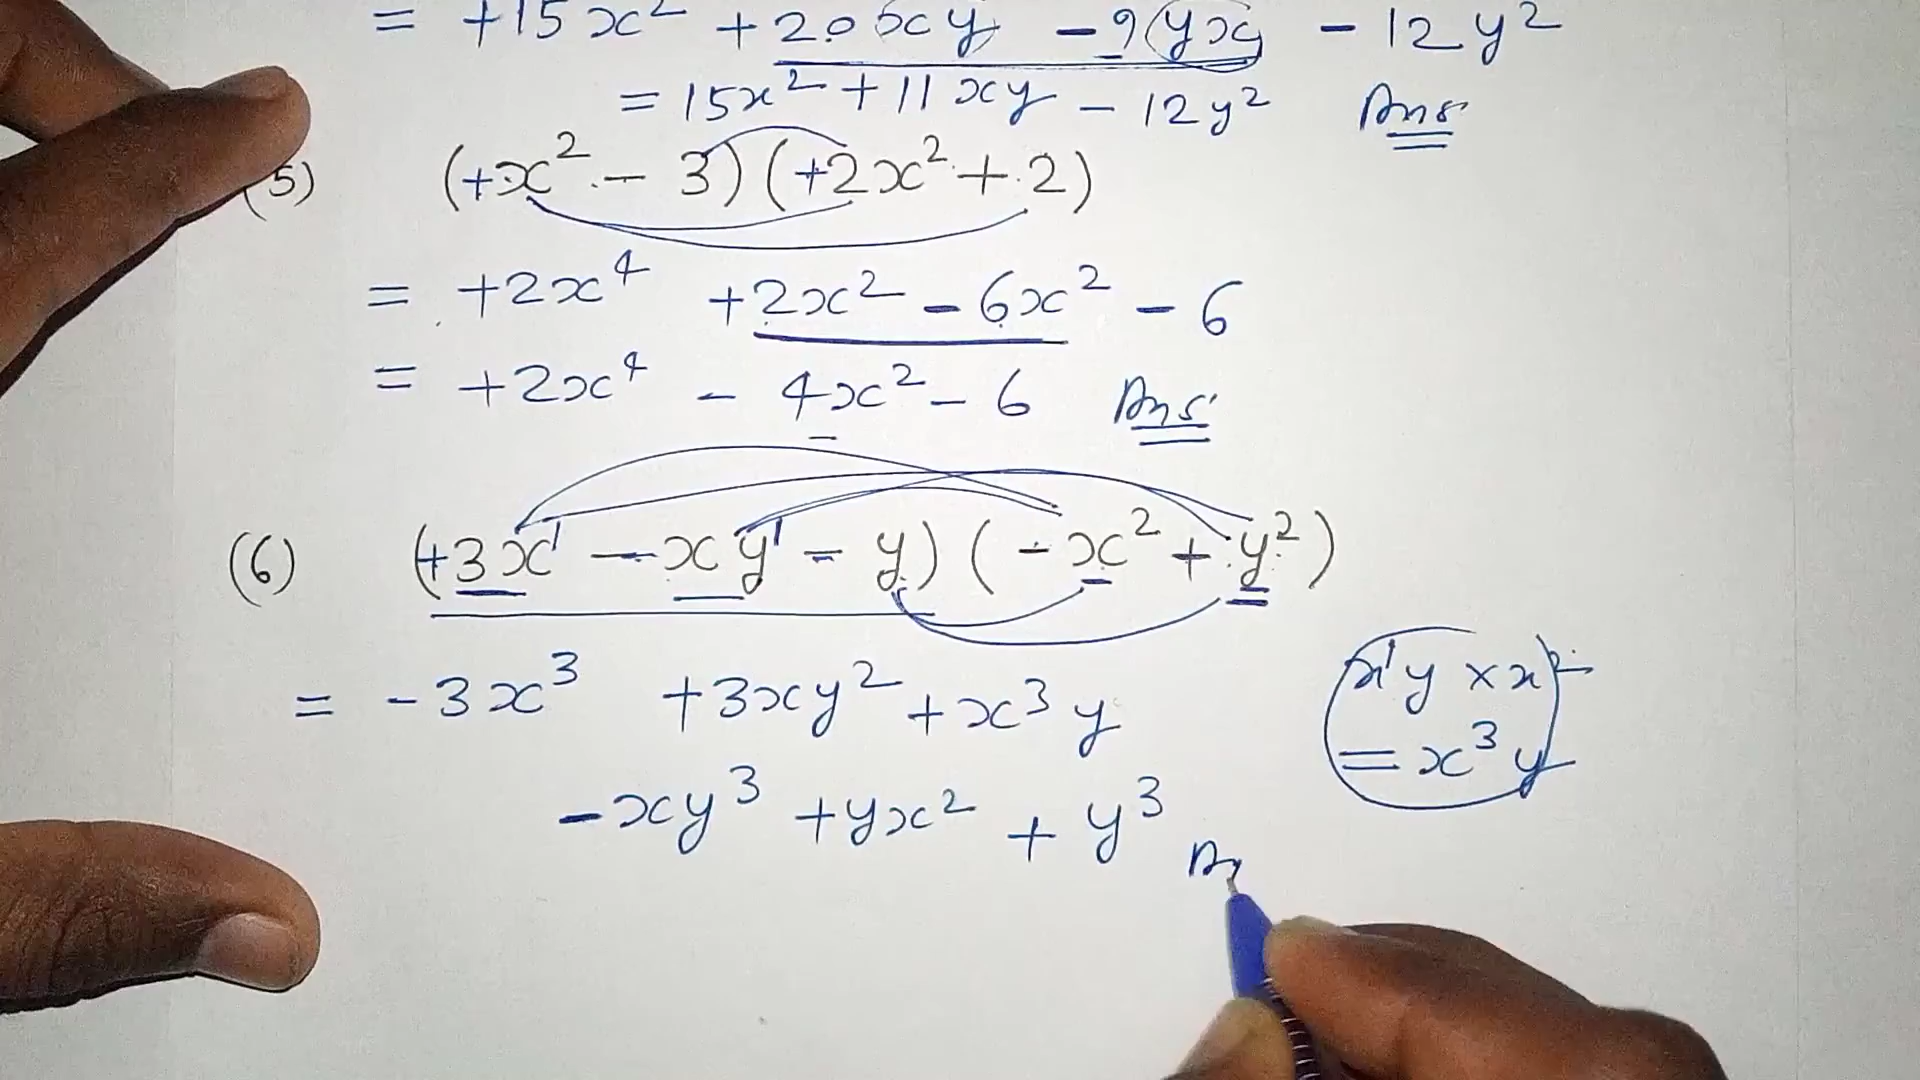 = +15x² +20xy -9yx - 12y²
= 15x² + 11xy - 12y² Ans
(5) (+x² - 3)(+2x² + 2)
= +2x⁴ +2x² - 6x² - 6
= +2x⁴ - 4x² - 6 Ans
(6) (+3x¹ - xy¹ - y)(-x² + y²)
= -3x³ +3xy² +x³y
x¹y × x²
= x³y
-xy³ +yx² + y³ An